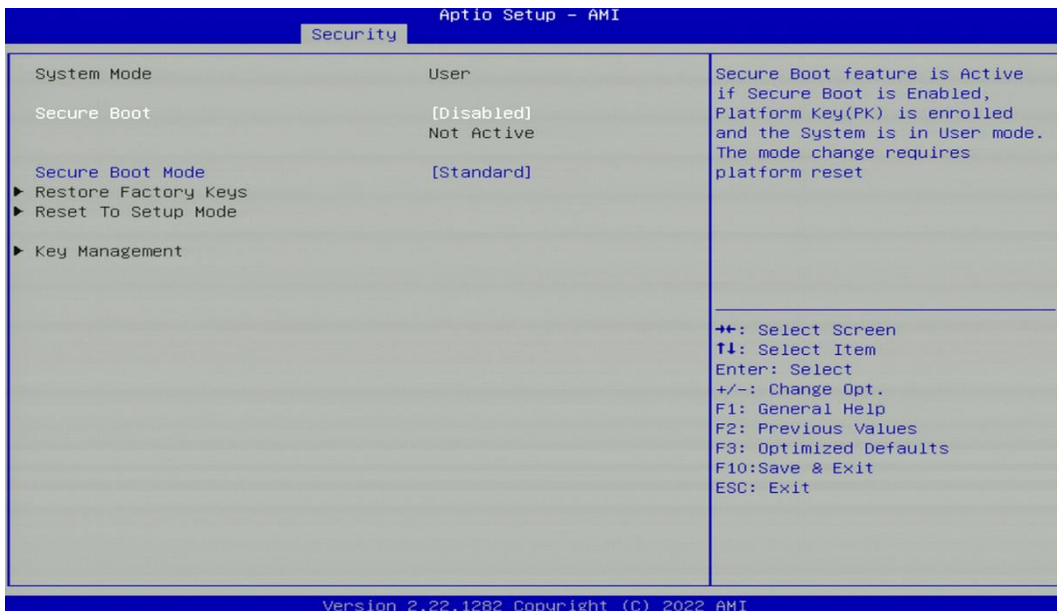 Aptio Setup – AMI
Security
System Mode User
Secure Boot [Disabled]
Not Active
Secure Boot Mode [Standard]
► Restore Factory Keys
► Reset To Setup Mode
► Key Management
Secure Boot feature is Active
if Secure Boot is Enabled,
Platform Key(PK) is enrolled
and the System is in User mode.
The mode change requires
platform reset
→←: Select Screen
↑↓: Select Item
Enter: Select
+/-: Change Opt.
F1: General Help
F2: Previous Values
F3: Optimized Defaults
F10:Save & Exit
ESC: Exit
Version 2.22.1282 Copyright (C) 2022 AMI